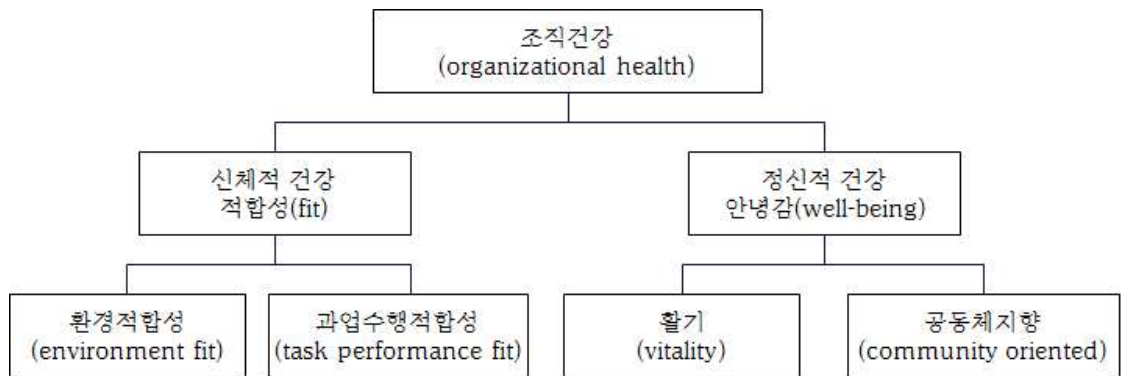 조직건강
(organizational health)
신체적 건강
적합성(fit)
정신적 건강
안녕감(well-being)
환경적합성
(environment fit)
과업수행적합성
(task performance fit)
활기
(vitality)
공동체지향
(community oriented)